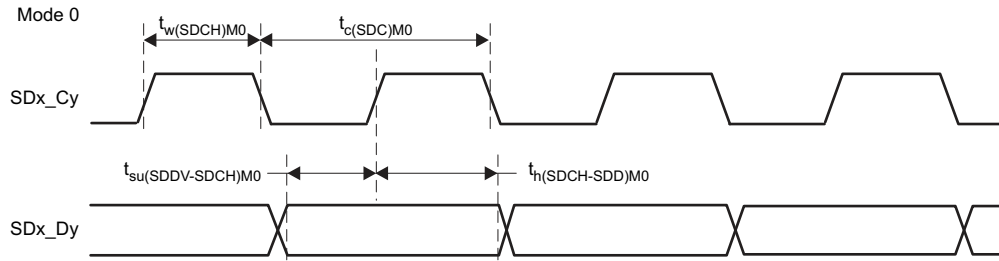 Mode 0
tw(SDCH)M0
tc(SDC)M0
SDx_Cy
tsu(SDDV-SDCH)M0
th(SDCH-SDD)M0
SDx_Dy